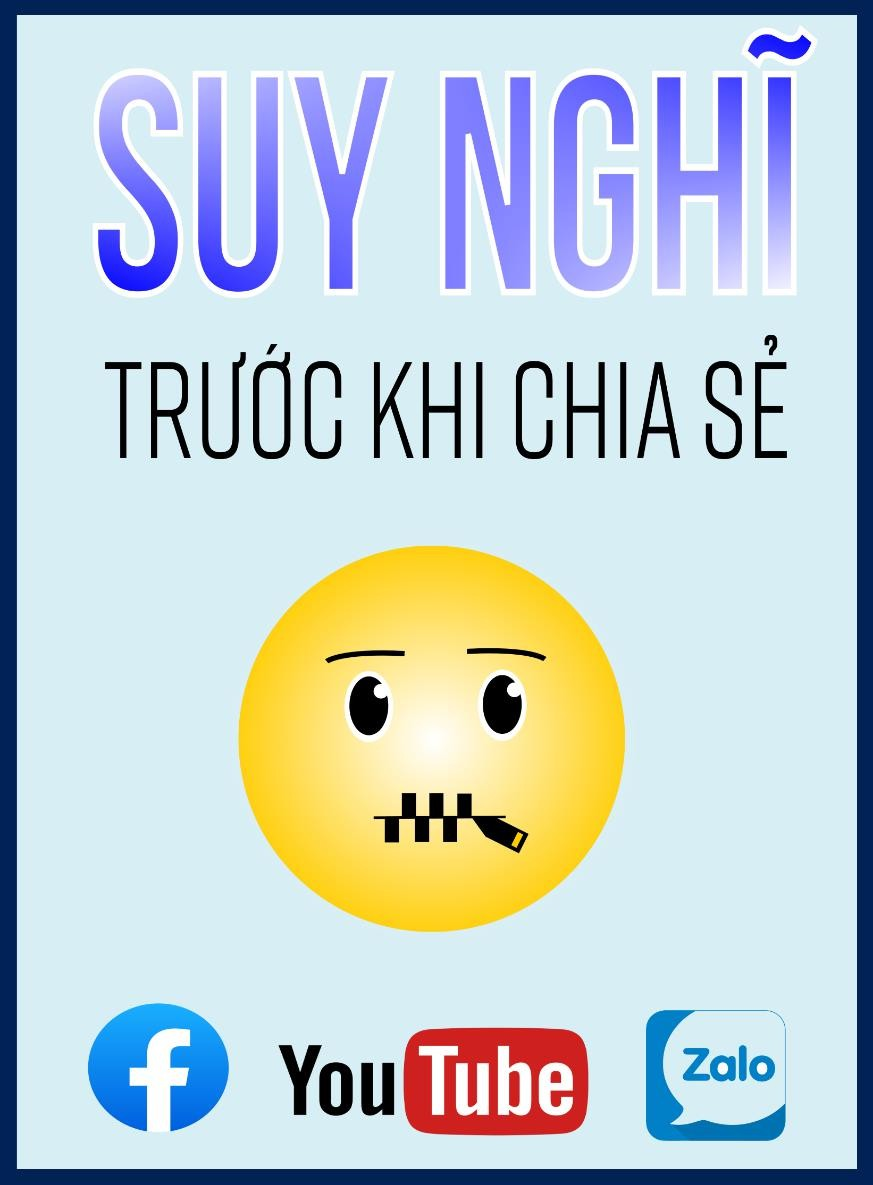 SUY NGHĨ
TRƯỚC KHI CHIA SẺ
f YouTube Zalo